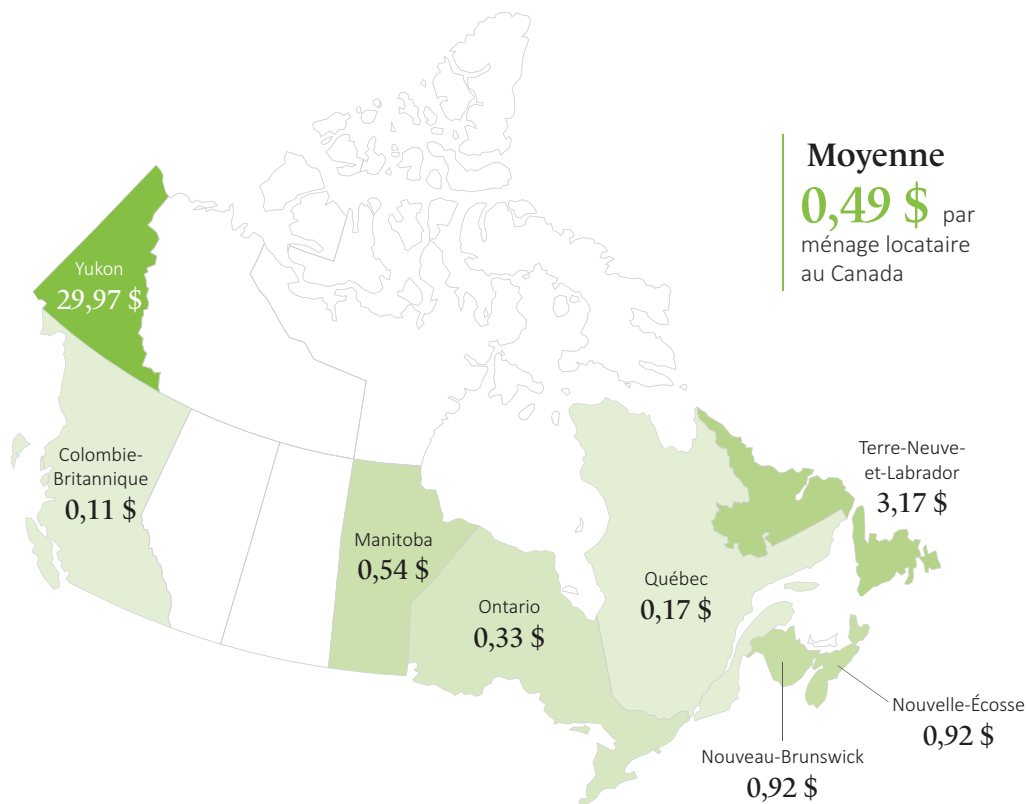 Moyenne
0,49 $ par
ménage locataire
au Canada
Yukon
29,97 $
Colombie-
Britannique
0,11 $
Manitoba
0,54 $
Ontario
0,33 $
Québec
0,17 $
Terre-Neuve-
et-Labrador
3,17 $
Nouvelle-Écosse
0,92 $
Nouveau-Brunswick
0,92 $